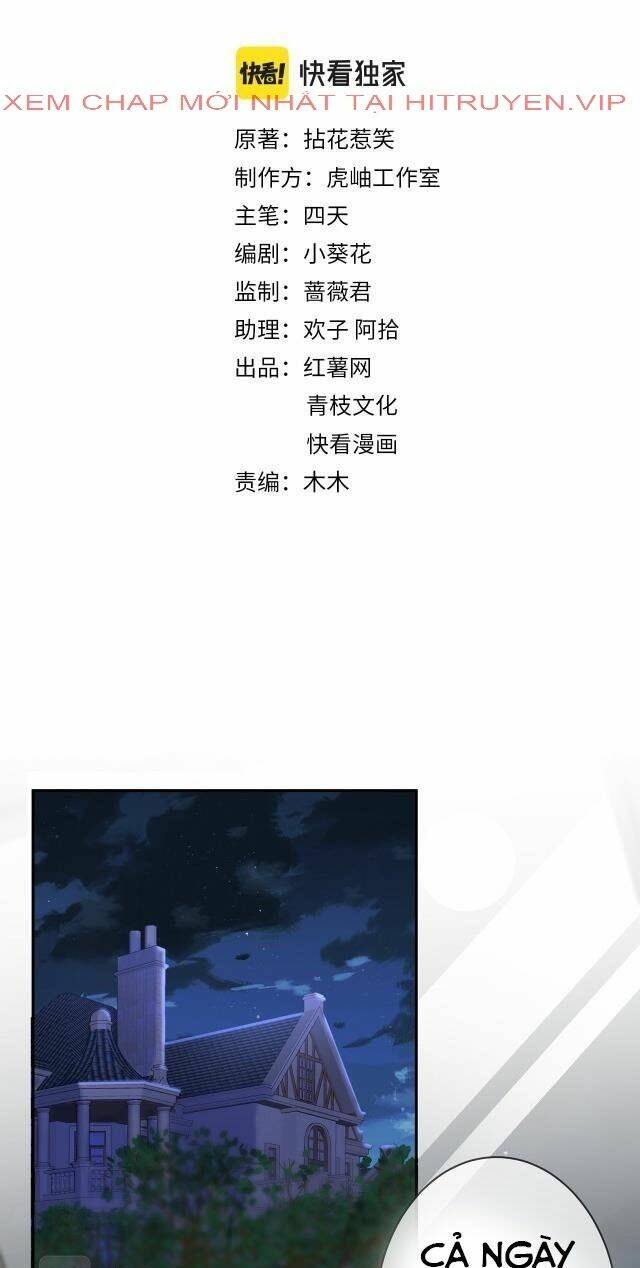 快看! 快看独家
XEM CHAP MỚI NHẤT TẠI HITRUYEN.VIP
原著：拈花惹笑
制作方：虎岫工作室
主笔：四天
编剧：小葵花
监制：蔷薇君
助理：欢子 阿拾
出品：红薯网
青枝文化
快看漫画
责编：木木
CẢ NGÀY